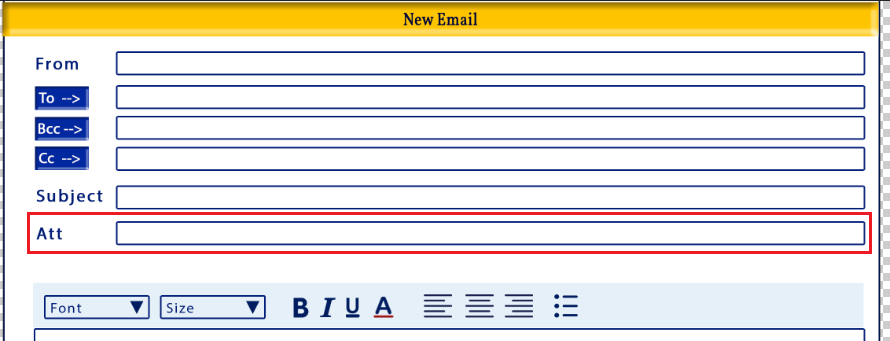 New Email
From
To -->
Bcc -->
Cc -->
Subject
Att
Font ▼ Size ▼ B I U A